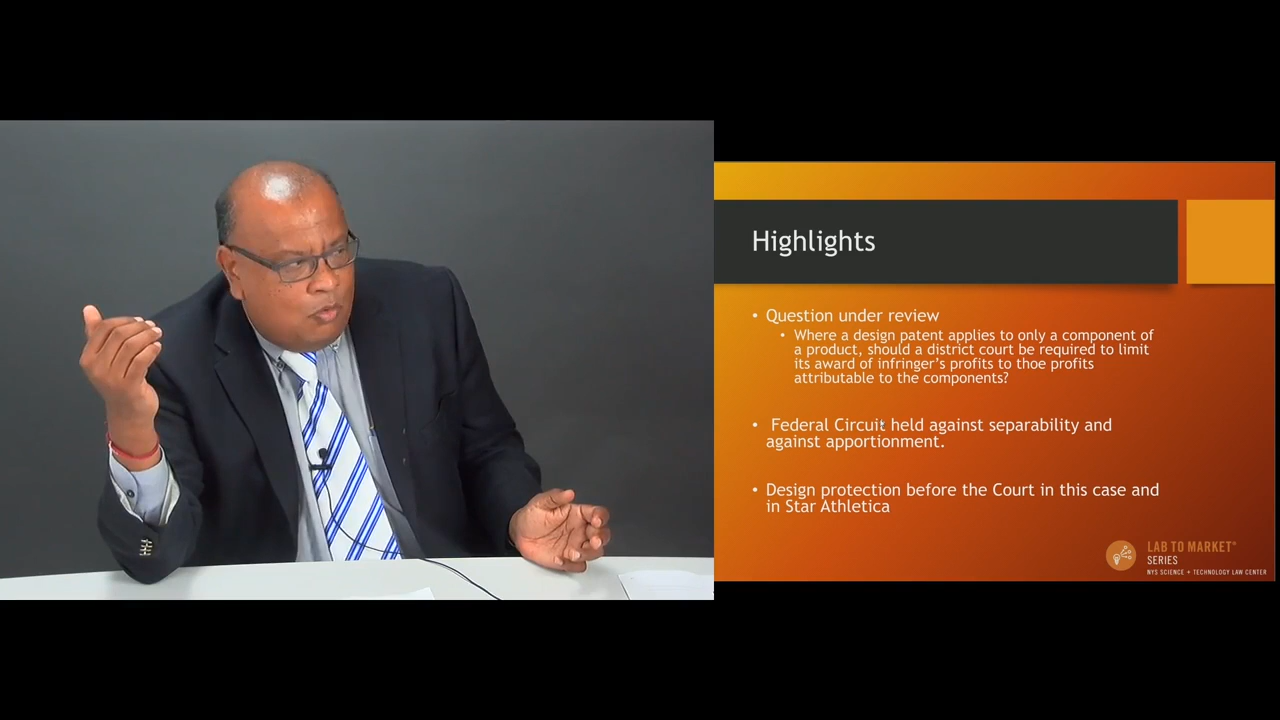 Highlights
• Question under review
• Where a design patent applies to only a component of
a product, should a district court be required to limit
its award of infringer's profits to thoe profits
attributable to the components?
• Federal Circuit held against separability and
against apportionment.
• Design protection before the Court in this case and
in Star Athletica
LAB TO MARKET®
SERIES
NYS SCIENCE + TECHNOLOGY LAW CENTER